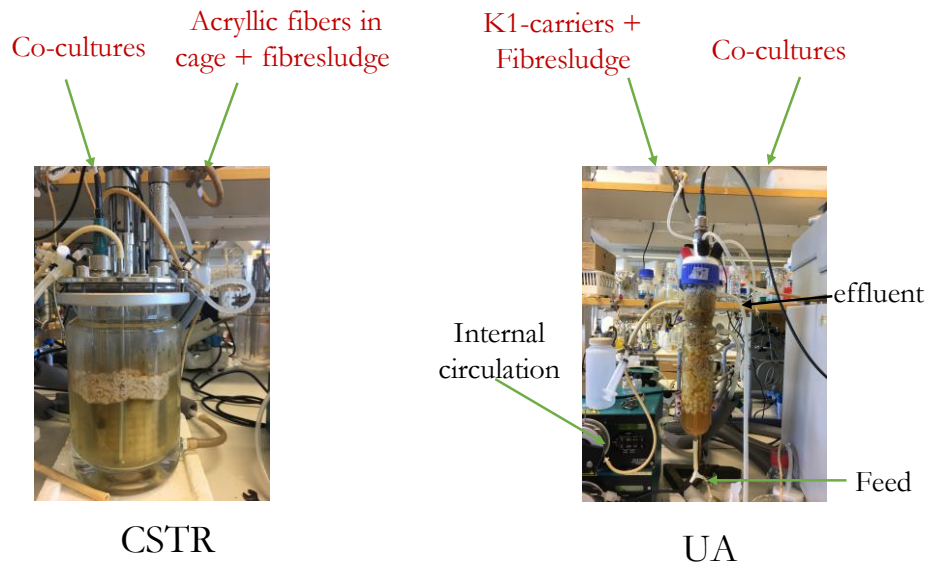 Co-cultures
Acryllic fibers in
cage + fibresludge
K1-carriers +
Fibresludge
Co-cultures
effluent
Internal
circulation
Feed
CSTR
UA